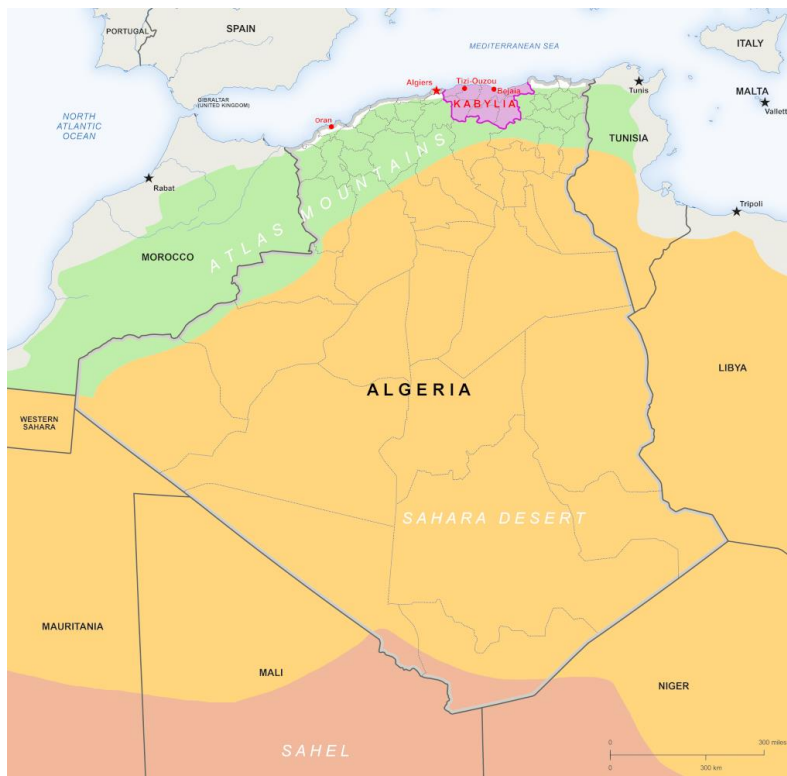 PORTUGAL
SPAIN
ITALY
MEDITERRANEAN SEA
Algiers
Tizi-Ouzou
Bejaia
KABYLIA
Tunis
MALTA
Vallett
GIBRALTAR
(UNITED KINGDOM)
NORTH
ATLANTIC
OCEAN
Oran
TUNISIA
Rabat
Tripoli
ATLAS MOUNTAINS
MOROCCO
LIBYA
ALGERIA
WESTERN
SAHARA
SAHARA DESERT
MAURITANIA
MALI
NIGER
SAHEL
0
300 miles
0
300 km